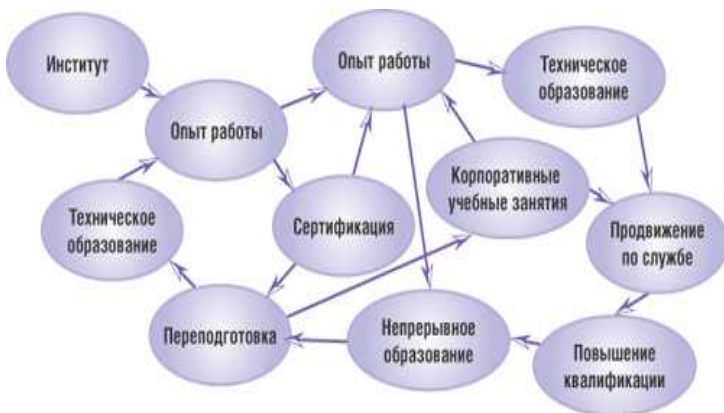 Институт
Опыт работы
Опыт работы
Техническое
образование
Техническое
образование
Сертификация
Корпоративные
учебные занятия
Продвижение
по службе
Переподготовка
Непрерывное
образование
Повышение
квалификации